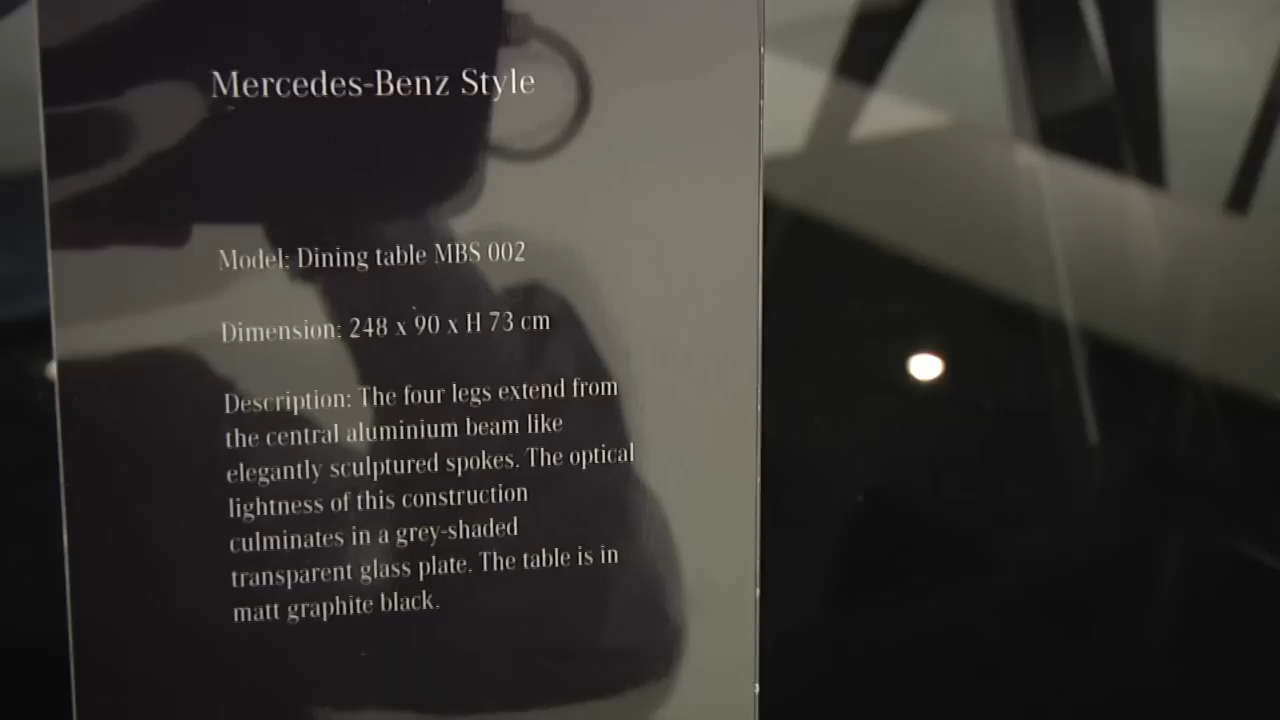 Mercedes-Benz Style
Model: Dining table MBS 002
Dimension: 248 x 90 x H 73 cm
Description: The four legs extend from
the central aluminium beam like
elegantly sculptured spokes. The optical
lightness of this construction
culminates in a grey-shaded
transparent glass plate. The table is in
matt graphite black.